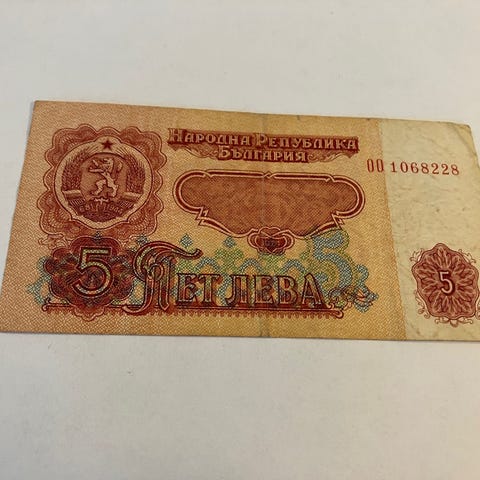 НАРОДНА РЕПУБЛИКА
БЪЛГАРИЯ
ОО 1068228
5 ПЕТ ЛЕВА
5